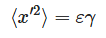 ⟨x′²⟩ = εγ